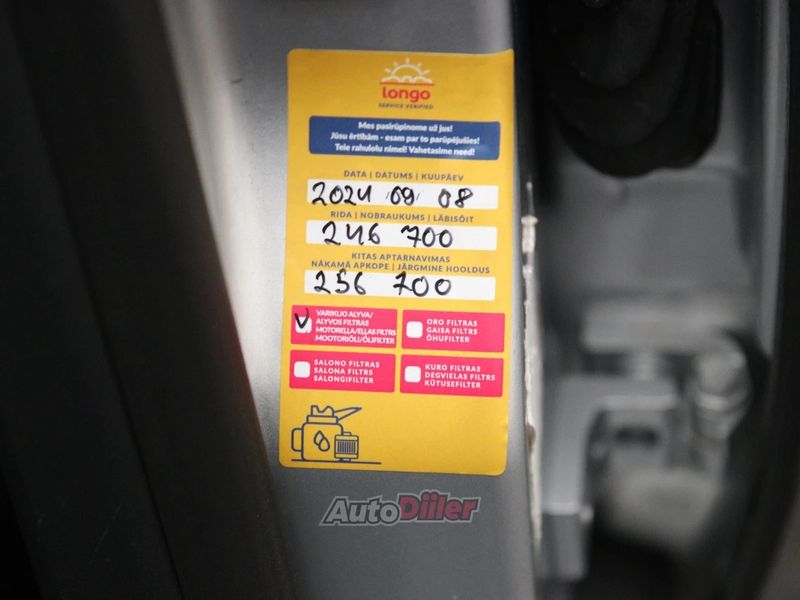 longo
SERVICE VERIFIED
Mes pasirūpinome už jus!
Jūsu ērtībām - esam par to parūpējušies!
Teie rahulolu nimel! Vahetasime need!
DATA | DATUMS | KUUPÄEV
2024 09 08
RIDA | NOBRAUKUMS | LÄBISÕIT
246 700
KITAS APTARNAVIMAS
NĀKAMĀ APKOPE | JÄRGMINE HOOLDUS
256 700
VARIKLIO ALYVA/
ALYVOS FILTRAS
MOTOREĻĻA/EĻĻAS FILTRS
MOOTORIÕLI/ÕLIFILTER
ORO FILTRAS
GAISA FILTRS
ÕHUFILTER
SALONO FILTRAS
SALONA FILTRS
SALONGIFILTER
KURO FILTRAS
DEGVIELAS FILTRS
KÜTUSEFILTER
AutoDiiler